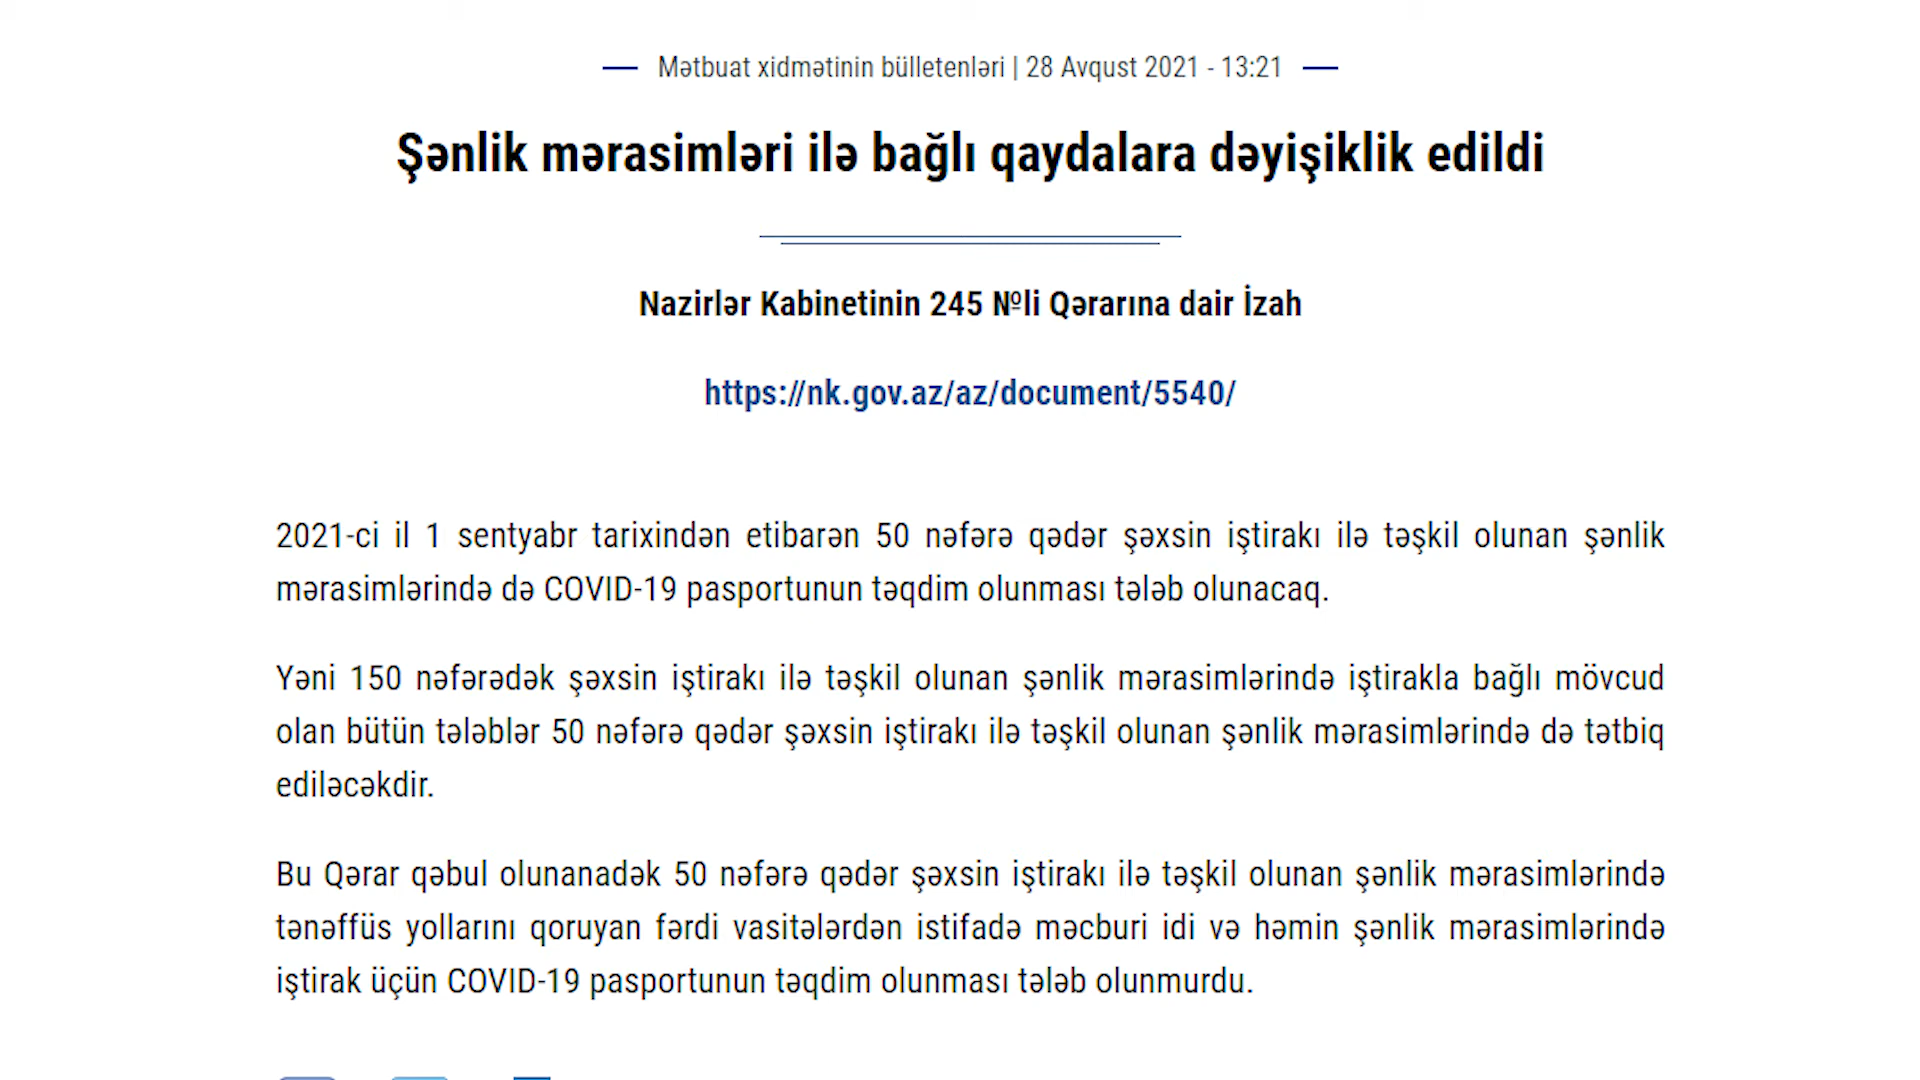 Mətbuat xidmətinin bülletenləri | 28 Avqust 2021 - 13:21
Şənlik mərasimləri ilə bağlı qaydalara dəyişiklik edildi
Nazirlər Kabinetinin 245 №li Qərarına dair İzah
https://nk.gov.az/az/document/5540/
2021-ci il 1 sentyabr tarixindən etibarən 50 nəfərə qədər şəxsin iştirakı ilə təşkil olunan şənlik
mərasimlərində də COVID-19 pasportunun təqdim olunması tələb olunacaq.
Yəni 150 nəfərədək şəxsin iştirakı ilə təşkil olunan şənlik mərasimlərində iştirakla bağlı mövcud
olan bütün tələblər 50 nəfərə qədər şəxsin iştirakı ilə təşkil olunan şənlik mərasimlərində də tətbiq
ediləcəkdir.
Bu Qərar qəbul olunanadək 50 nəfərə qədər şəxsin iştirakı ilə təşkil olunan şənlik mərasimlərində
tənəffüs yollarını qoruyan fərdi vasitələrdən istifadə məcburi idi və həmin şənlik mərasimlərində
iştirak üçün COVID-19 pasportunun təqdim olunması tələb olunmurdu.